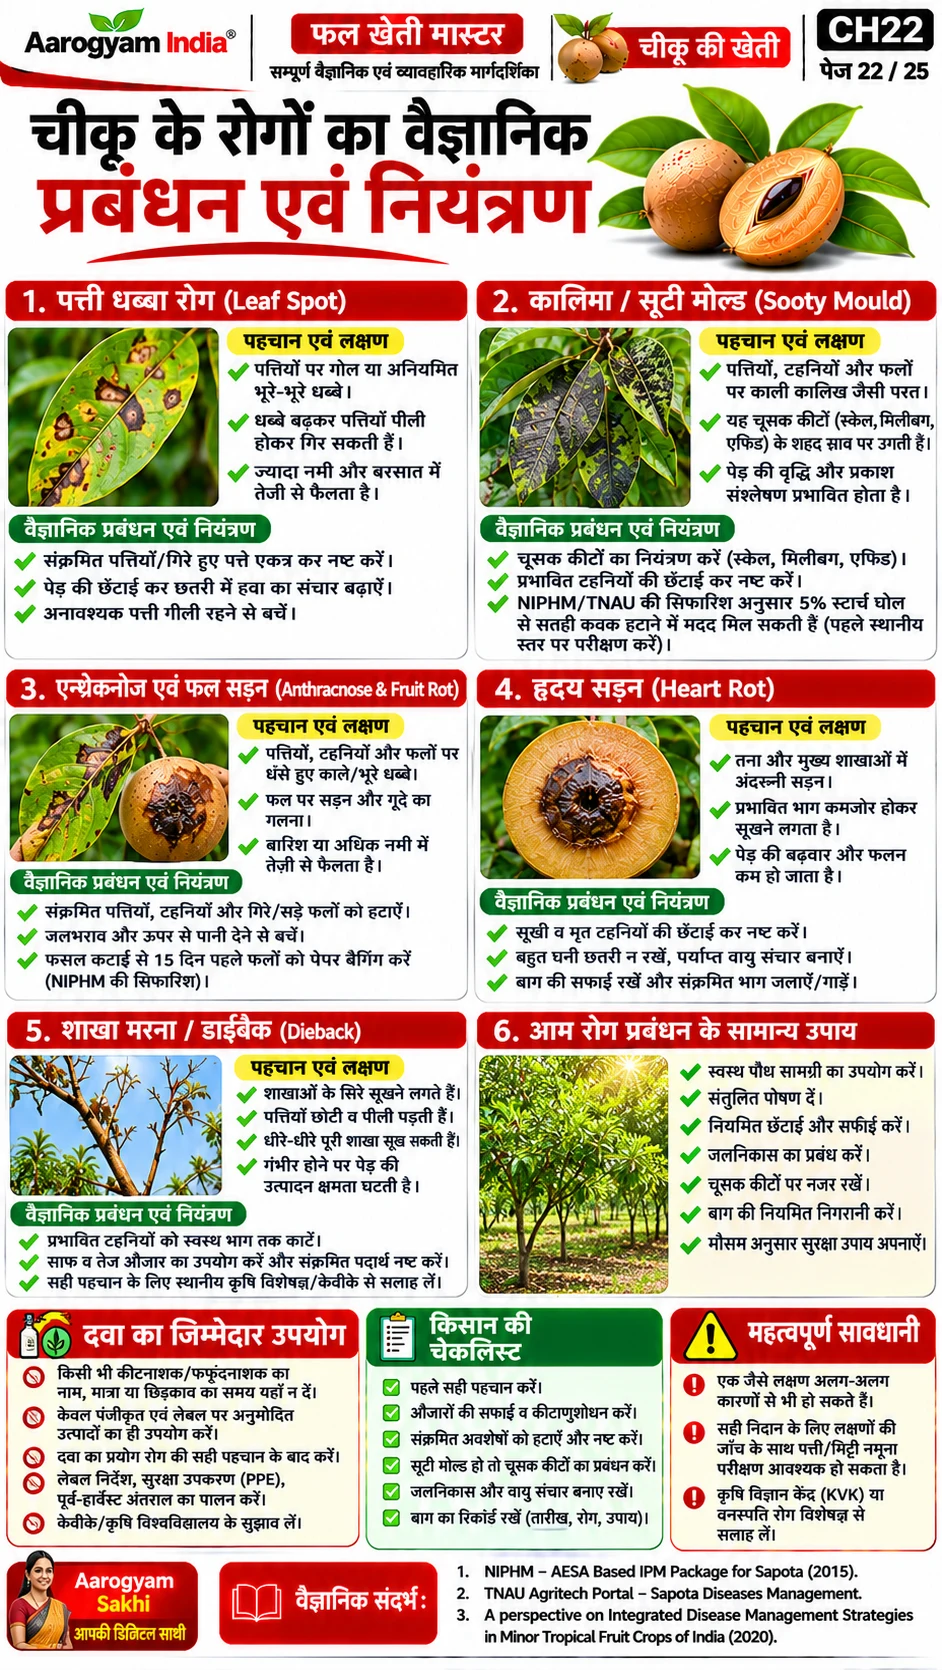 Aarogyam India®
फल खेती मास्टर
सम्पूर्ण वैज्ञानिक एवं व्यावहारिक मार्गदर्शिका
चीकू की खेती
CH22
पेज 22 / 25
चीकू के रोगों का वैज्ञानिक
प्रबंधन एवं नियंत्रण
1. पत्ती धब्बा रोग (Leaf Spot)
पहचान एवं लक्षण
पत्तियों पर गोल या अनियमित
भूरे-भूरे धब्बे।
धब्बे बढ़कर पत्तियों पीली
होकर गिर सकती हैं।
ज्यादा नमी और बरसात में
तेजी से फैलता है।
वैज्ञानिक प्रबंधन एवं नियंत्रण
संक्रमित पत्तियों/गिरे हुए पत्ते एकत्र कर नष्ट करें।
पेड़ की छँटाई कर छतरी में हवा का संचार बढ़ाएँ।
अनावश्यक पत्ती गीली रहने से बचें।
2. कालिमा / सूटी मोल्ड (Sooty Mould)
पहचान एवं लक्षण
पत्तियों, टहनियों और फलों
पर काली कालिख जैसी परत।
यह चूसक कीटों (स्केल, मिलीबग,
एफिड) के शहद स्राव पर उगती हैं।
पेड़ की वृद्धि और प्रकाश
संश्लेषण प्रभावित होता है।
वैज्ञानिक प्रबंधन एवं नियंत्रण
चूसक कीटों का नियंत्रण करें (स्केल, मिलीबग, एफिड)।
प्रभावित टहनियों की छँटाई कर नष्ट करें।
NIPHM/TNAU की सिफारिश अनुसार 5% स्टार्च घोल
से सतही कवक हटाने में मदद मिल सकती हैं (पहले स्थानीय
स्तर पर परीक्षण करें)।
3. एन्थ्रेकनोज एवं फल सड़न (Anthracnose & Fruit Rot)
पहचान एवं लक्षण
पत्तियों, टहनियों और फलों पर
धंसे हुए काले/भूरे धब्बे।
फल पर सड़न और गूदे का
गलना।
बारिश या अधिक नमी में
तेज़ी से फैलता है।
वैज्ञानिक प्रबंधन एवं नियंत्रण
संक्रमित पत्तियों, टहनियों और गिरे/सड़े फलों को हटाएँ।
जलभराव और ऊपर से पानी देने से बचें।
फसल कटाई से 15 दिन पहले फलों को पेपर बैगिंग करें
(NIPHM की सिफारिश)।
4. हृदय सड़न (Heart Rot)
पहचान एवं लक्षण
तना और मुख्य शाखाओं में
अंदरूनी सड़न।
प्रभावित भाग कमजोर होकर
सूखने लगता है।
पेड़ की बढ़वार और फलन
कम हो जाता है।
वैज्ञानिक प्रबंधन एवं नियंत्रण
सूखी व मृत टहनियों की छँटाई कर नष्ट करें।
बहुत घनी छतरी न रखें, पर्याप्त वायु संचार बनाएँ।
बाग की सफाई रखें और संक्रमित भाग जलाएँ/गाड़ें।
5. शाखा मरना / डाईबैक (Dieback)
पहचान एवं लक्षण
शाखाओं के सिरे सूखने लगते हैं।
पत्तियाँ छोटी व पीली पड़ती हैं।
धीरे-धीरे पूरी शाखा सूख सकती हैं।
गंभीर होने पर पेड़ की
उत्पादन क्षमता घटती है।
वैज्ञानिक प्रबंधन एवं नियंत्रण
प्रभावित टहनियों को स्वस्थ भाग तक काटें।
साफ व तेज औजार का उपयोग करें और संक्रमित पदार्थ नष्ट करें।
सही पहचान के लिए स्थानीय कृषि विशेषज्ञ/केवीके से सलाह लें।
6. आम रोग प्रबंधन के सामान्य उपाय
स्वस्थ पौध सामग्री का उपयोग करें।
संतुलित पोषण दें।
नियमित छँटाई और सफाई करें।
जलनिकास का प्रबंध करें।
चूसक कीटों पर नजर रखें।
बाग की नियमित निगरानी करें।
मौसम अनुसार सुरक्षा उपाय अपनाएँ।
दवा का जिम्मेदार उपयोग
किसी भी कीटनाशक/फफूंदनाशक का
नाम, मात्रा या छिड़काव का समय यहाँ न दें।
केवल पंजीकृत एवं लेबल पर अनुमोदित
उत्पादों का ही उपयोग करें।
दवा का प्रयोग रोग की सही पहचान के बाद करें।
लेबल निर्देश, सुरक्षा उपकरण (PPE),
पूर्व-हार्वेस्ट अंतराल का पालन करें।
केवीके/कृषि विश्वविद्यालय के सुझाव लें।
किसान की
चेकलिस्ट
पहले सही पहचान करें।
औजारों की सफाई व कीटाणुशोधन करें।
संक्रमित अवशेषों को हटाएँ और नष्ट करें।
सूटी मोल्ड हो तो चूसक कीटों का प्रबंधन करें।
जलनिकास और वायु संचार बनाए रखें।
बाग का रिकॉर्ड रखें (तारीख, रोग, उपाय)।
महत्वपूर्ण सावधानी
एक जैसे लक्षण अलग-अलग
कारणों से भी हो सकते हैं।
सही निदान के लिए लक्षणों की
जाँच के साथ पत्ती/मिट्टी नमूना
परीक्षण आवश्यक हो सकता है।
कृषि विज्ञान केंद्र (KVK) या
वनस्पति रोग विशेषज्ञ से
सलाह लें।
Aarogyam
Sakhi
आपकी डिजिटल साथी
वैज्ञानिक संदर्भ:
1. NIPHM – AESA Based IPM Package for Sapota (2015).
2. TNAU Agritech Portal – Sapota Diseases Management.
3. A perspective on Integrated Disease Management Strategies
in Minor Tropical Fruit Crops of India (2020).